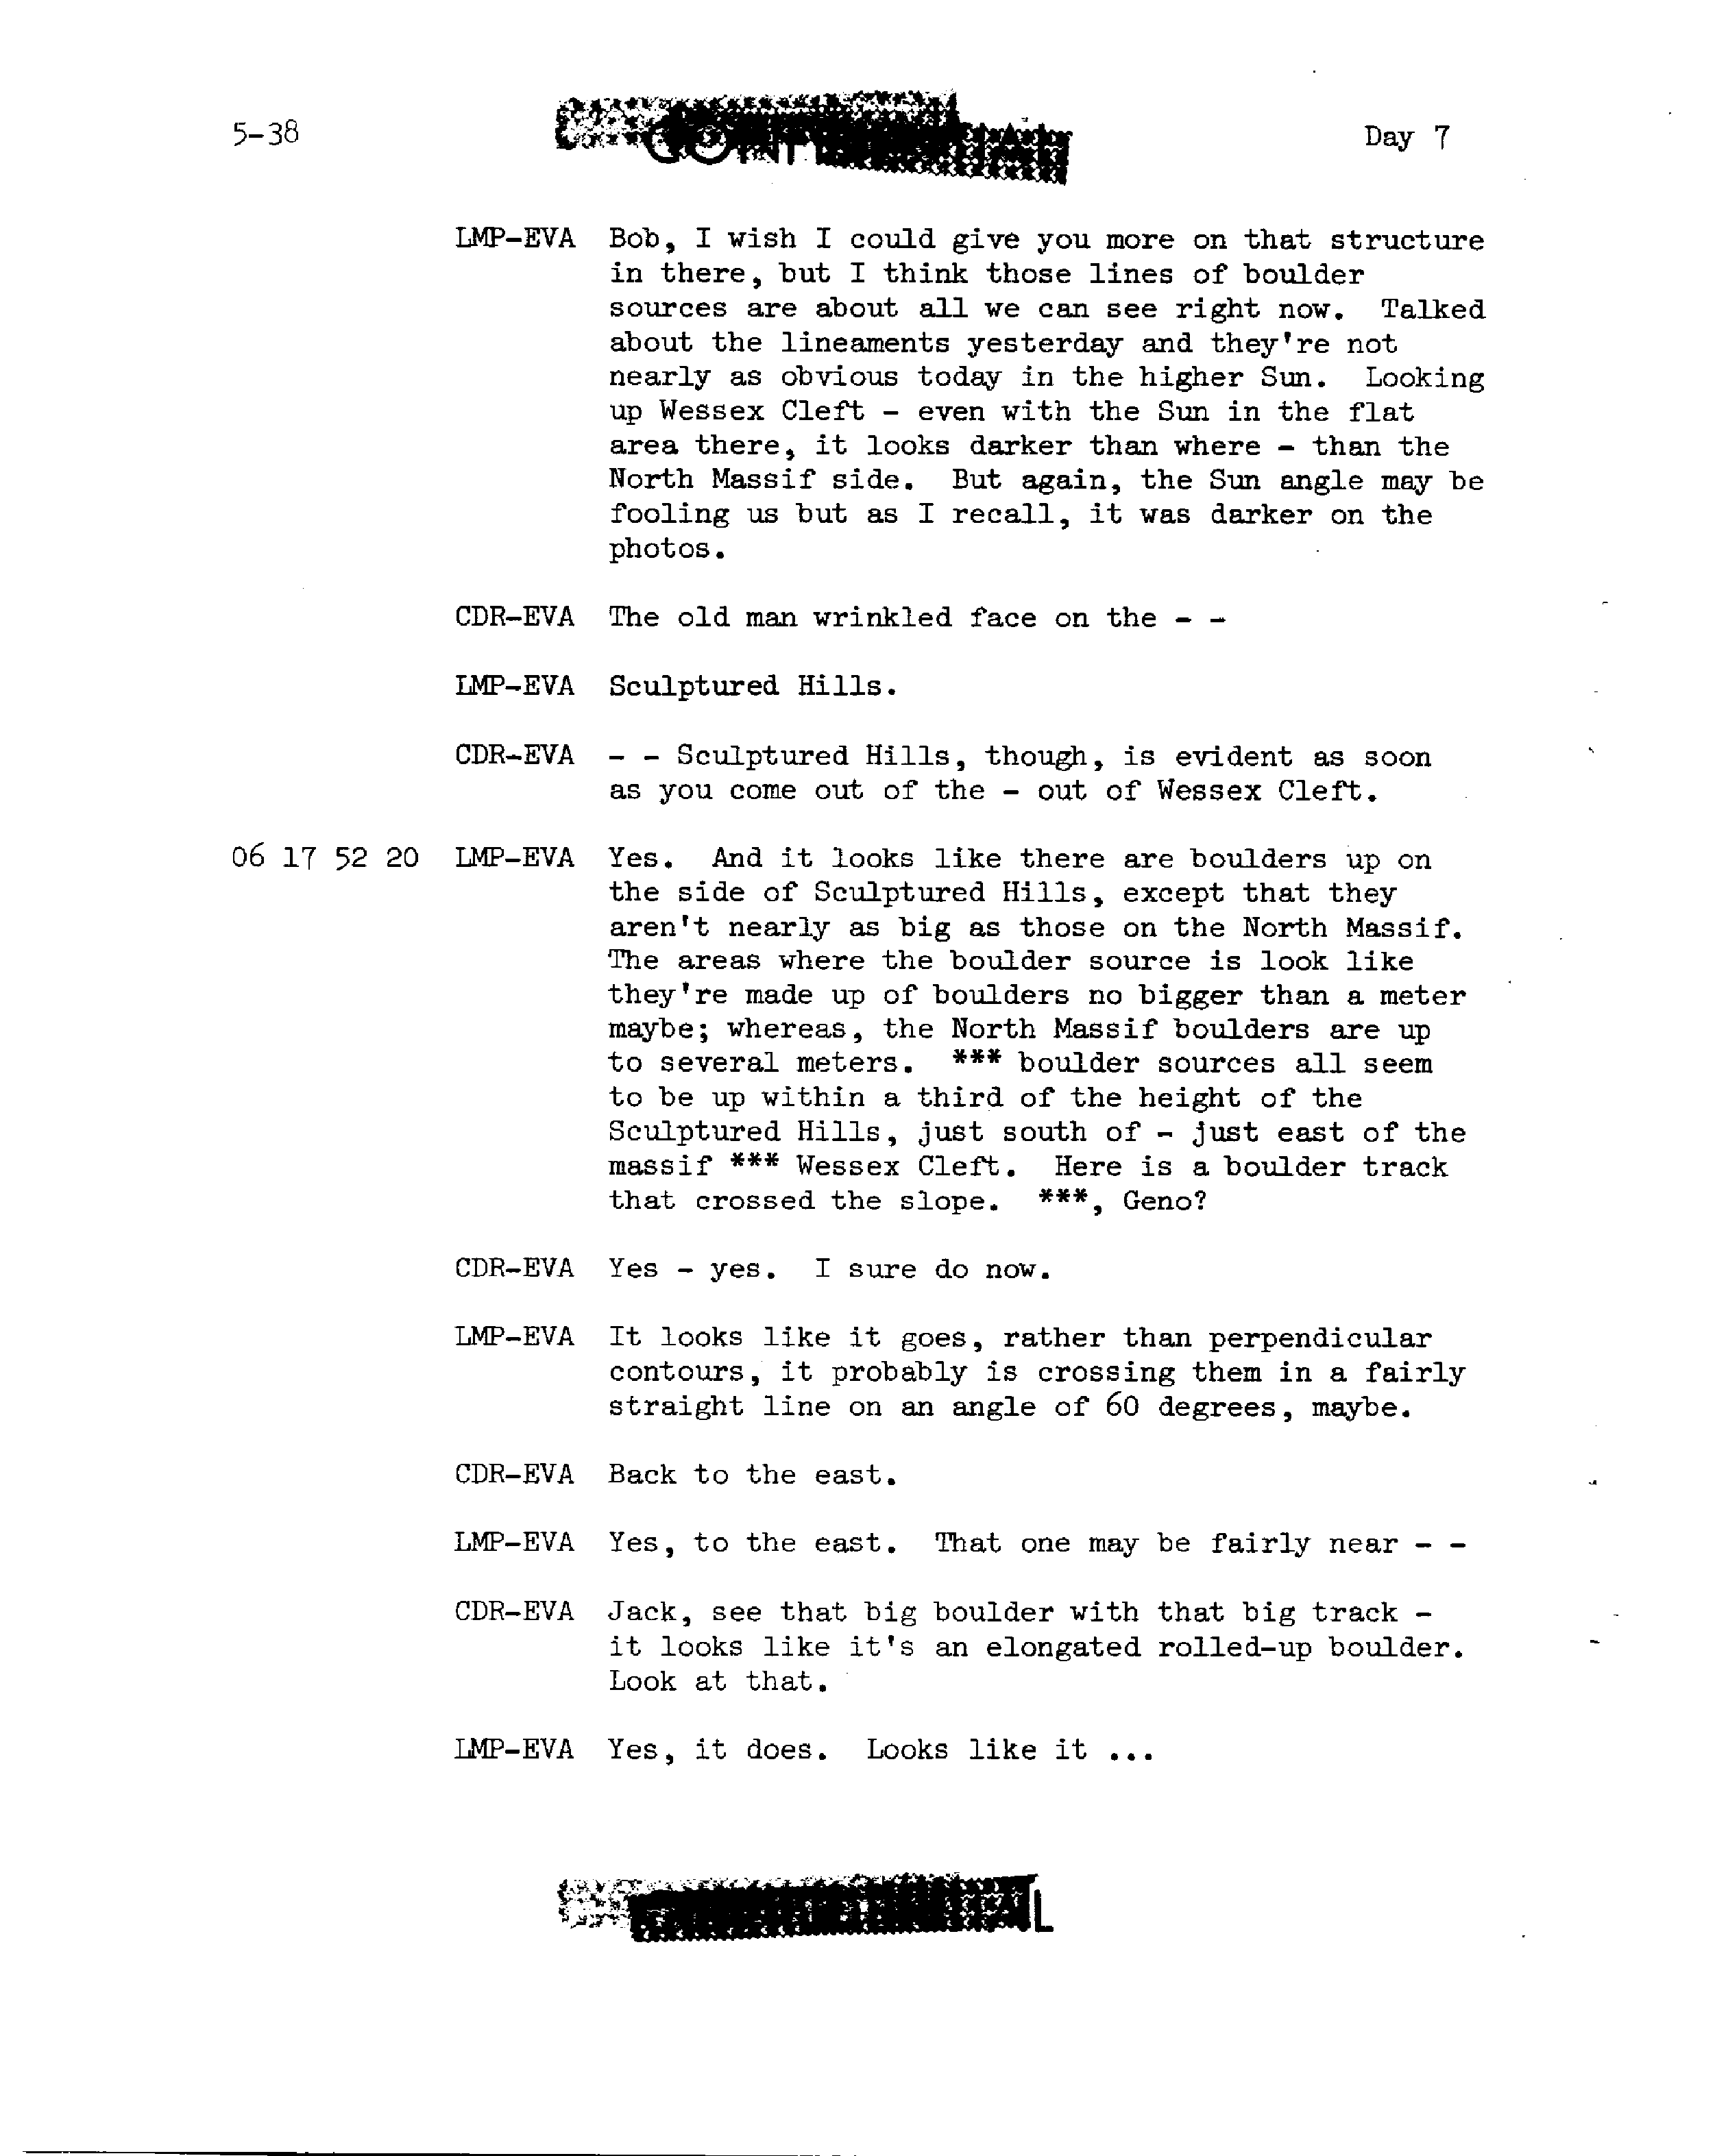 5-38 Day 7
LMP-EVA Bob, I wish I could give you more on that structure
in there, but I think those lines of boulder
sources are about all we can see right now. Talked
about the lineaments yesterday and they're not
nearly as obvious today in the higher Sun. Looking
up Wessex Cleft - even with the Sun in the flat
area there, it looks darker than where - than the
North Massif side. But again, the Sun angle may be
fooling us but as I recall, it was darker on the
photos.
CDR-EVA The old man wrinkled face on the - -
LMP-EVA Sculptured Hills.
CDR-EVA - - Sculptured Hills, though, is evident as soon
as you come out of the - out of Wessex Cleft.
06 17 52 20 LMP-EVA Yes. And it looks like there are boulders up on
the side of Sculptured Hills, except that they
aren't nearly as big as those on the North Massif.
The areas where the boulder source is look like
they're made up of boulders no bigger than a meter
maybe; whereas, the North Massif boulders are up
to several meters. *** boulder sources all seem
to be up within a third of the height of the
Sculptured Hills, just south of - just east of the
massif *** Wessex Cleft. Here is a boulder track
that crossed the slope. ***, Geno?
CDR-EVA Yes - yes. I sure do now.
LMP-EVA It looks like it goes, rather than perpendicular
contours, it probably is crossing them in a fairly
straight line on an angle of 60 degrees, maybe.
CDR-EVA Back to the east.
LMP-EVA Yes, to the east. That one may be fairly near - -
CDR-EVA Jack, see that big boulder with that big track -
it looks like it's an elongated rolled-up boulder.
Look at that.
LMP-EVA Yes, it does. Looks like it ...